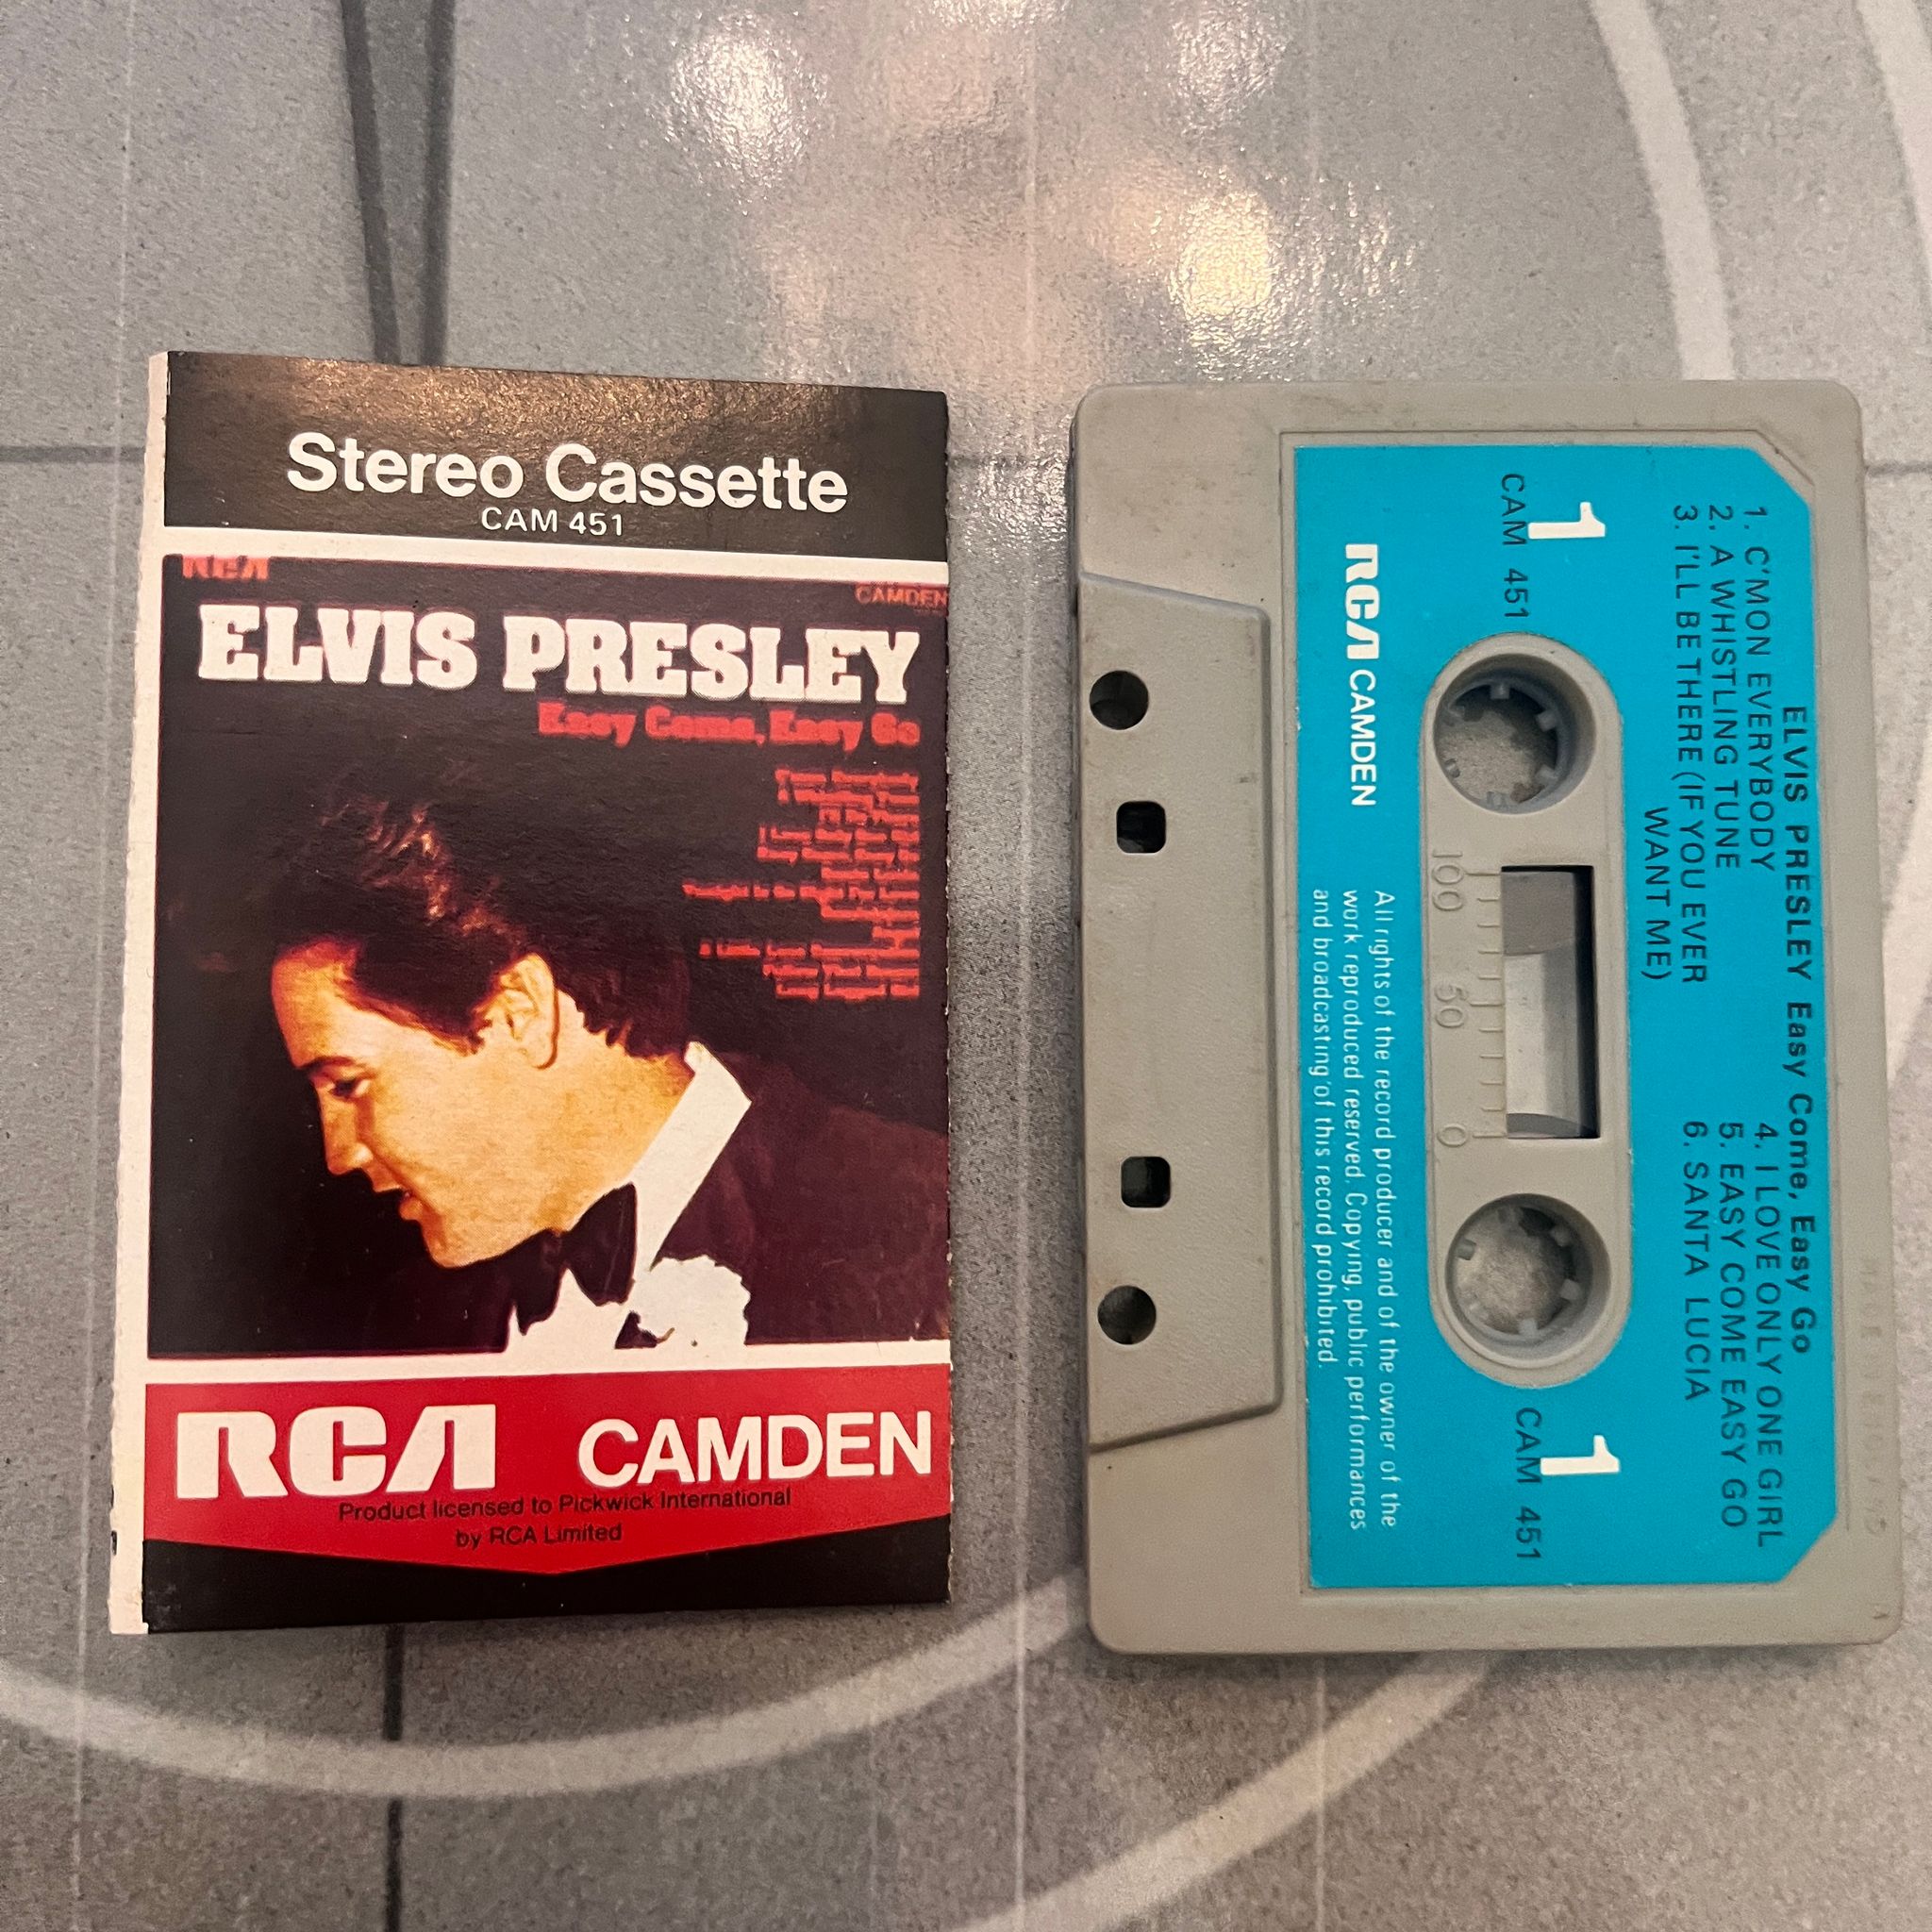 Stereo Cassette
CAM 451
RCA
CAMDEN
ELVIS PRESLEY
Easy Come, Easy Go
RCA CAMDEN
Product licensed to Pickwick International
by RCA Limited
ELVIS PRESLEY Easy Come, Easy Go
1. C'MON EVERYBODY
2. A WHISTLING TUNE
3. I'LL BE THERE (IF YOU EVER
WANT ME)
4. I LOVE ONLY ONE GIRL
5. EASY COME EASY GO
6. SANTA LUCIA
1
CAM 451
1
CAM 451
100 50 0
RCA CAMDEN
All rights of the record producer and of the owner of the
work reproduced reserved. Copying, public performances
and broadcasting of this record prohibited.